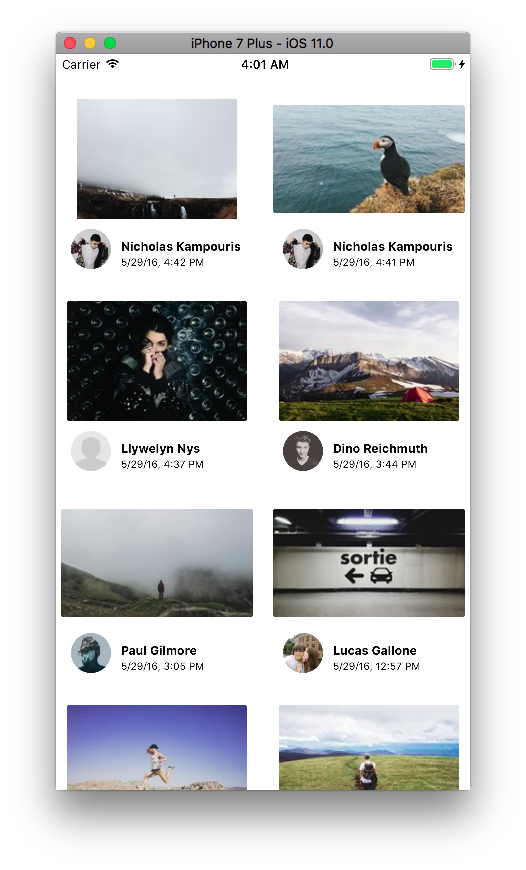 iPhone 7 Plus - iOS 11.0
Carrier 4:01 AM
Nicholas Kampouris
5/29/16, 4:42 PM
Nicholas Kampouris
5/29/16, 4:41 PM
Llywelyn Nys
5/29/16, 4:37 PM
Dino Reichmuth
5/29/16, 3:44 PM
sortie
Paul Gilmore
5/29/16, 3:05 PM
Lucas Gallone
5/29/16, 12:57 PM